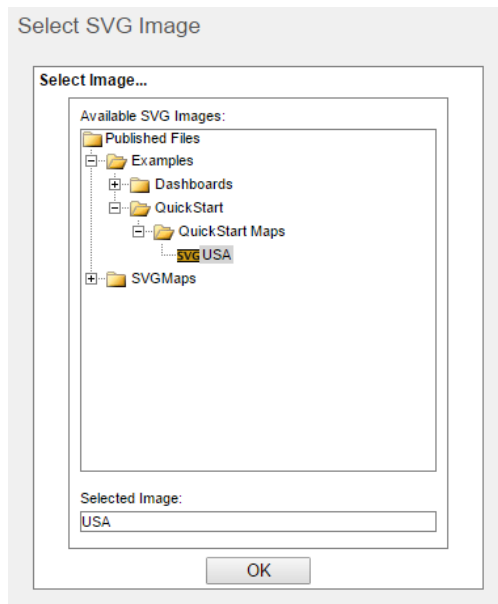 Select SVG Image
Select Image...
Available SVG Images:
Published Files
Examples
Dashboards
QuickStart
QuickStart Maps
SVG USA
SVGMaps
Selected Image:
USA
OK